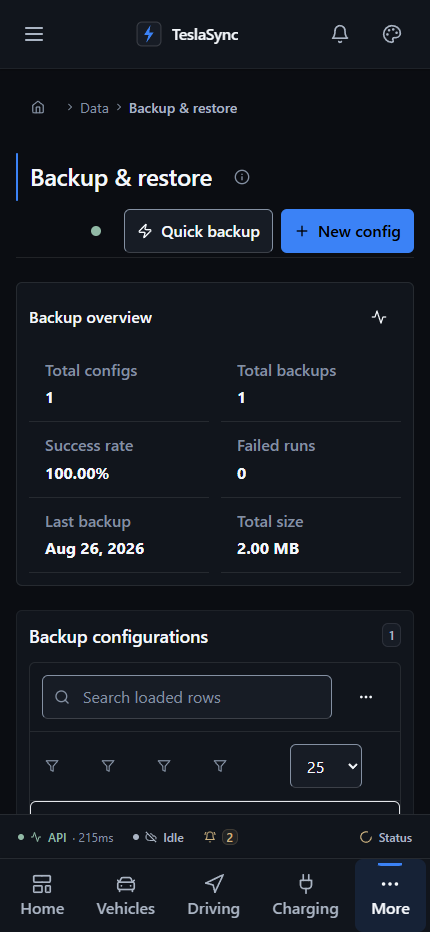 TeslaSync
Data
Backup & restore
Backup & restore
Quick backup
New config
Backup overview
Total configs
1
Total backups
1
Success rate
100.00%
Failed runs
0
Last backup
Aug 26, 2026
Total size
2.00 MB
Backup configurations
1
Search loaded rows
25
API · 215ms
Idle
2
Status
Home
Vehicles
Driving
Charging
More